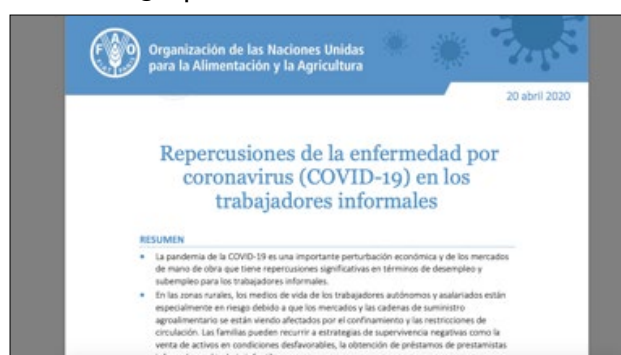 Organización de las Naciones Unidas
para la Alimentación y la Agricultura
20 abril 2020
Repercusiones de la enfermedad por
coronavirus (COVID-19) en los
trabajadores informales
RESUMEN
• La pandemia de la COVID-19 es una importante perturbación económica y de los mercados
de mano de obra que tiene repercusiones significativas en términos de desempleo y
subempleo para los trabajadores informales.
• En las zonas rurales, los medios de vida de los trabajadores autónomos y asalariados están
especialmente en riesgo debido a que los mercados y las cadenas de suministro
agroalimentario se están viendo afectados por el confinamiento y las restricciones de
circulación. Las familias pueden recurrir a estrategias de supervivencia negativas como la
venta de activos en condiciones desfavorables, la obtención de préstamos de prestamistas